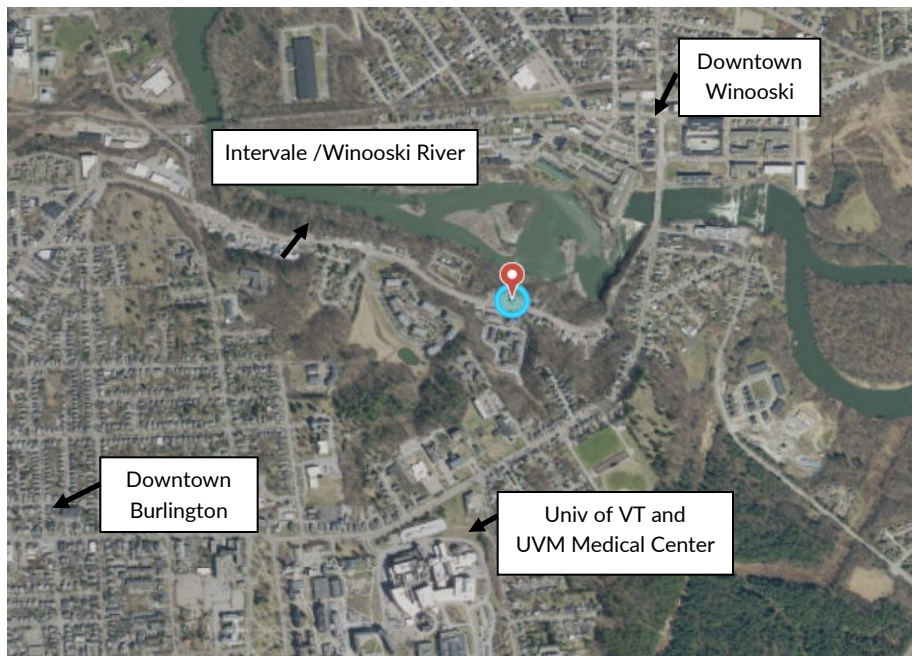 Downtown
Winooski
Intervale /Winooski River
Downtown
Burlington
Univ of VT and
UVM Medical Center